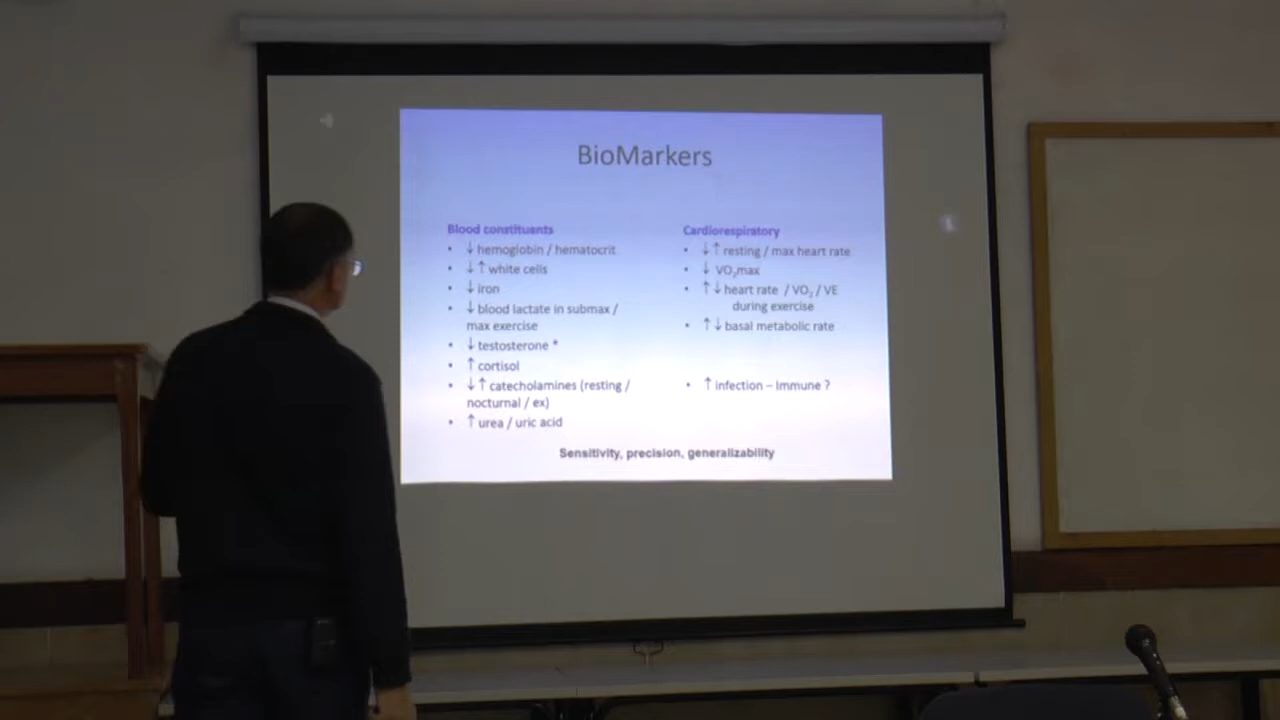 BioMarkers
Blood constituents
• ↓ hemoglobin / hematocrit
• ↓↑ white cells
• ↓ iron
• ↓ blood lactate in submax /
max exercise
• ↓ testosterone *
• ↑ cortisol
• ↓↑ catecholamines (resting /
nocturnal / ex)
• ↑ urea / uric acid
Cardiorespiratory
• ↓↑ resting / max heart rate
• ↓ VO₂max
• ↑↓ heart rate / VO₂ / VE
during exercise
• ↑↓ basal metabolic rate
• ↑ infection – Immune ?
Sensitivity, precision, generalizability